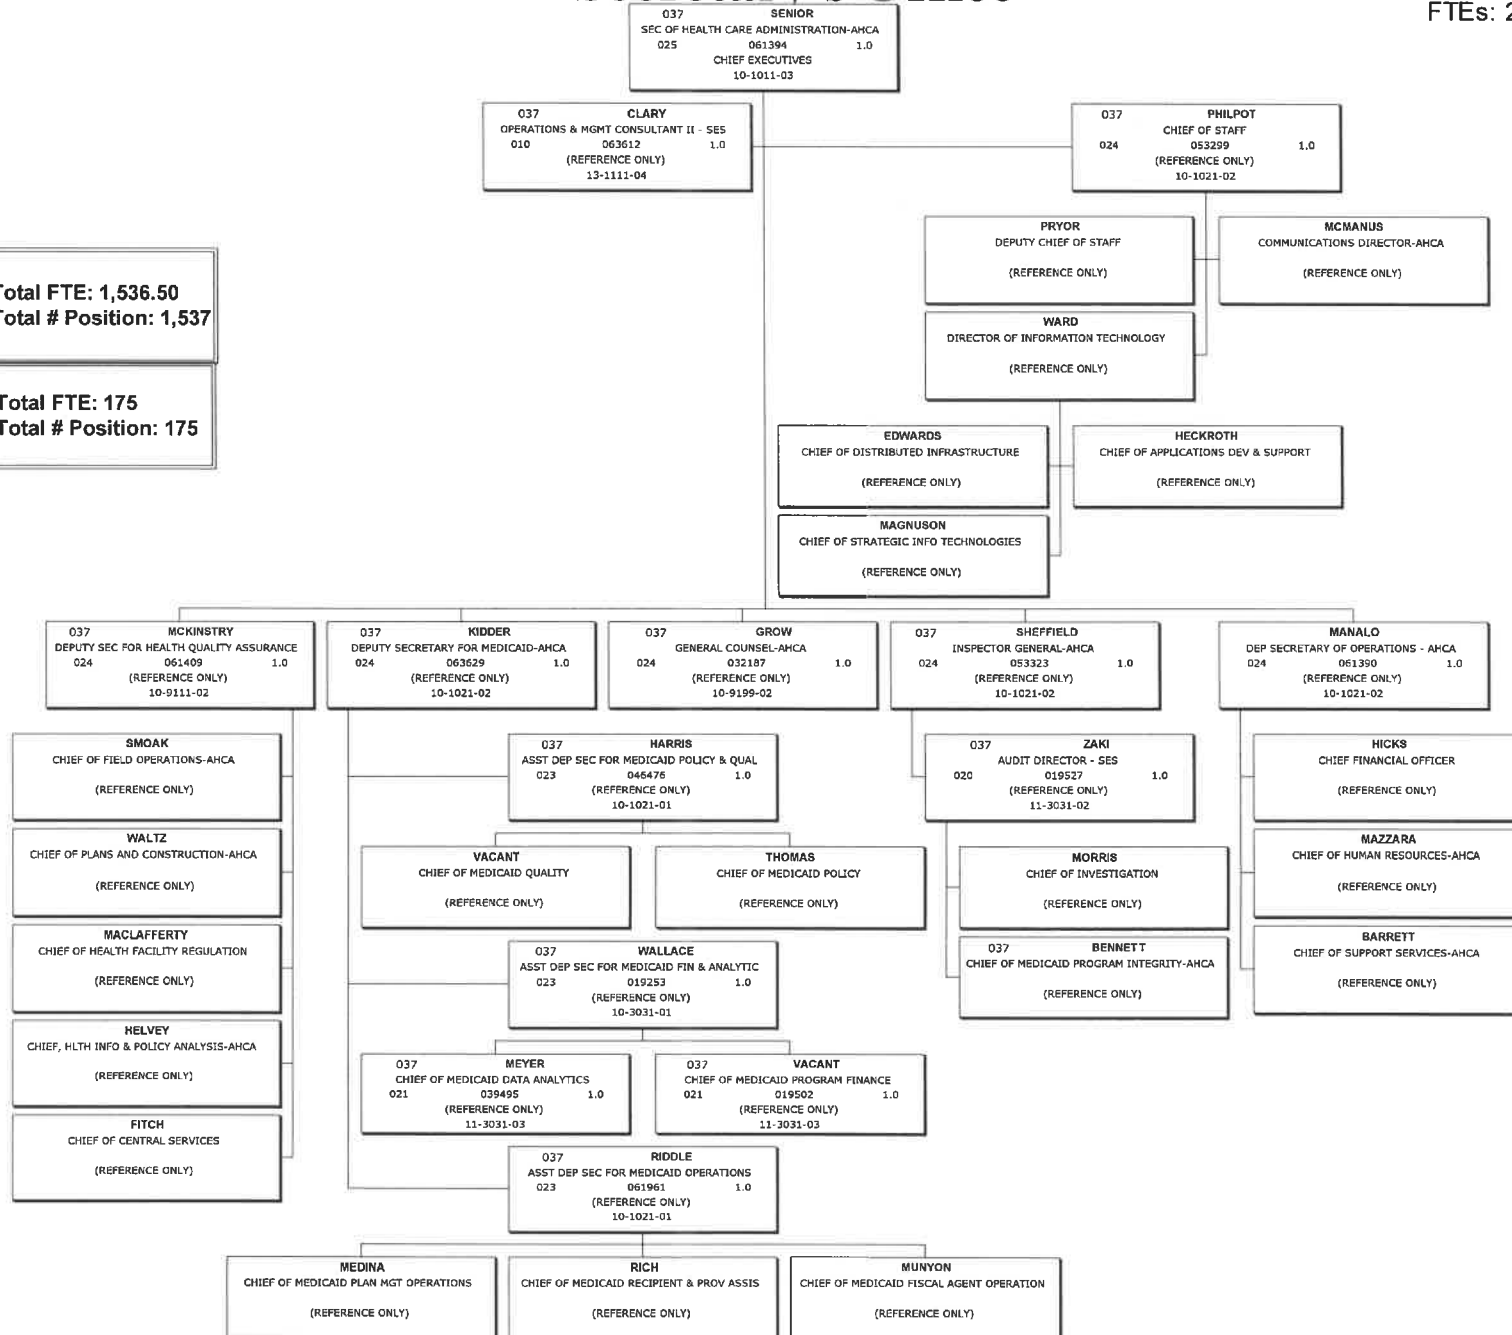 FTEs: 2
037 SENIOR
SEC OF HEALTH CARE ADMINISTRATION-AHCA
025 061394 1.0
CHIEF EXECUTIVES
10-1011-03
037 CLARY
OPERATIONS & MGMT CONSULTANT II - SES
010 063612 1.0
(REFERENCE ONLY)
13-1111-04
037 PHILPOT
CHIEF OF STAFF
024 053299 1.0
(REFERENCE ONLY)
10-1021-02
PRYOR
DEPUTY CHIEF OF STAFF
(REFERENCE ONLY)
MCMANUS
COMMUNICATIONS DIRECTOR-AHCA
(REFERENCE ONLY)
Total FTE: 1,536.50
Total # Position: 1,537
Total FTE: 175
Total # Position: 175
WARD
DIRECTOR OF INFORMATION TECHNOLOGY
(REFERENCE ONLY)
EDWARDS
CHIEF OF DISTRIBUTED INFRASTRUCTURE
(REFERENCE ONLY)
HECKROTH
CHIEF OF APPLICATIONS DEV & SUPPORT
(REFERENCE ONLY)
MAGNUSON
CHIEF OF STRATEGIC INFO TECHNOLOGIES
(REFERENCE ONLY)
037 MCKINSTRY
DEPUTY SEC FOR HEALTH QUALITY ASSURANCE
024 061409 1.0
(REFERENCE ONLY)
10-9111-02
037 KIDDER
DEPUTY SECRETARY FOR MEDICAID-AHCA
024 063629 1.0
(REFERENCE ONLY)
10-1021-02
037 GROW
GENERAL COUNSEL-AHCA
024 032187 1.0
(REFERENCE ONLY)
10-9199-02
037 SHEFFIELD
INSPECTOR GENERAL-AHCA
024 053323 1.0
(REFERENCE ONLY)
10-1021-02
MANALO
DEP SECRETARY OF OPERATIONS - AHCA
024 061390 1.0
(REFERENCE ONLY)
10-1021-02
SMOAK
CHIEF OF FIELD OPERATIONS-AHCA
(REFERENCE ONLY)
WALTZ
CHIEF OF PLANS AND CONSTRUCTION-AHCA
(REFERENCE ONLY)
MACLAFFERTY
CHIEF OF HEALTH FACILITY REGULATION
(REFERENCE ONLY)
HELVEY
CHIEF, HLTH INFO & POLICY ANALYSIS-AHCA
(REFERENCE ONLY)
FITCH
CHIEF OF CENTRAL SERVICES
(REFERENCE ONLY)
037 HARRIS
ASST DEP SEC FOR MEDICAID POLICY & QUAL
023 046476 1.0
(REFERENCE ONLY)
10-1021-01
VACANT
CHIEF OF MEDICAID QUALITY
(REFERENCE ONLY)
THOMAS
CHIEF OF MEDICAID POLICY
(REFERENCE ONLY)
037 WALLACE
ASST DEP SEC FOR MEDICAID FIN & ANALYTIC
023 019253 1.0
(REFERENCE ONLY)
10-3031-01
037 MEYER
CHIEF OF MEDICAID DATA ANALYTICS
021 039495 1.0
(REFERENCE ONLY)
11-3031-03
037 VACANT
CHIEF OF MEDICAID PROGRAM FINANCE
021 019502 1.0
(REFERENCE ONLY)
11-3031-03
037 RIDDLE
ASST DEP SEC FOR MEDICAID OPERATIONS
023 061961 1.0
(REFERENCE ONLY)
10-1021-01
MEDINA
CHIEF OF MEDICAID PLAN MGT OPERATIONS
(REFERENCE ONLY)
RICH
CHIEF OF MEDICAID RECIPIENT & PROV ASSIS
(REFERENCE ONLY)
MUNYON
CHIEF OF MEDICAID FISCAL AGENT OPERATION
(REFERENCE ONLY)
037 ZAKI
AUDIT DIRECTOR - SES
020 019527 1.0
(REFERENCE ONLY)
11-3031-02
MORRIS
CHIEF OF INVESTIGATION
(REFERENCE ONLY)
037 BENNETT
CHIEF OF MEDICAID PROGRAM INTEGRITY-AHCA
(REFERENCE ONLY)
HICKS
CHIEF FINANCIAL OFFICER
(REFERENCE ONLY)
MAZZARA
CHIEF OF HUMAN RESOURCES-AHCA
(REFERENCE ONLY)
BARRETT
CHIEF OF SUPPORT SERVICES-AHCA
(REFERENCE ONLY)